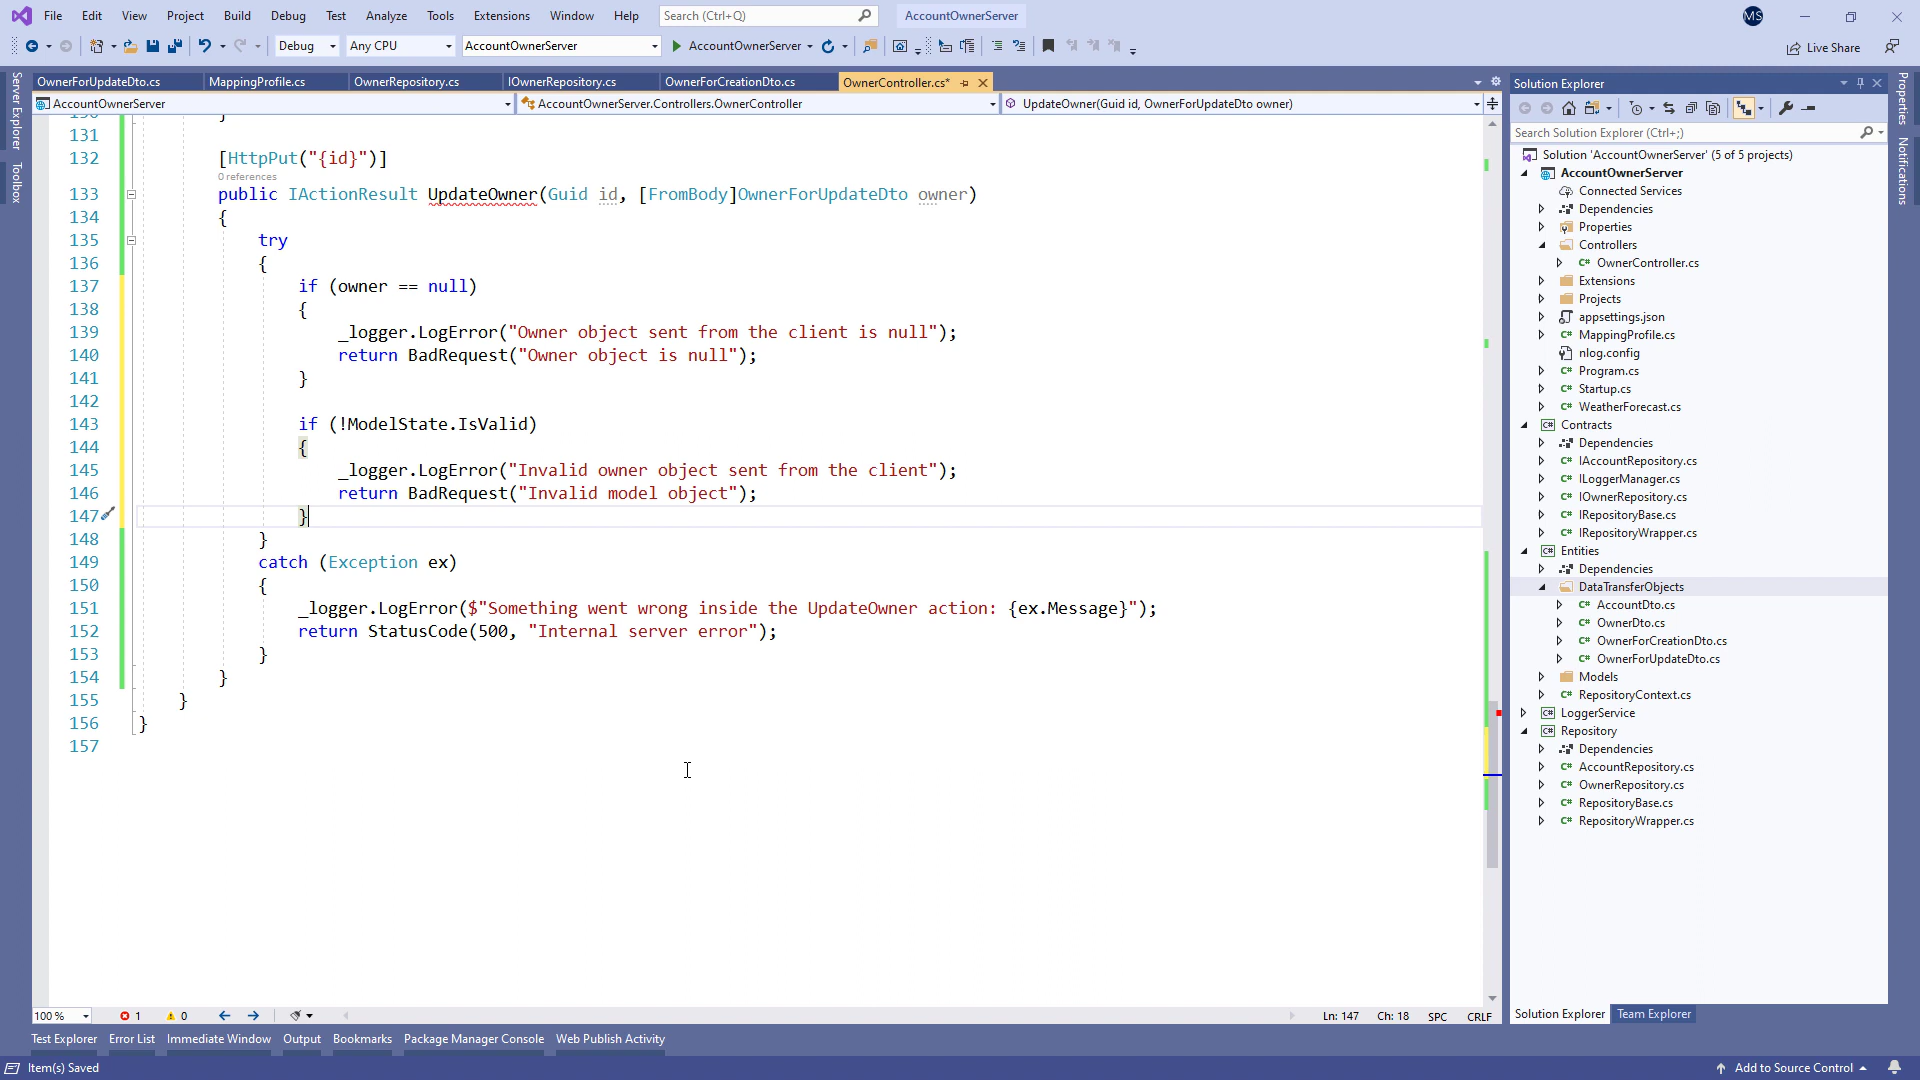 File Edit View Project Build Debug Test Analyze Tools Extensions Window Help Search (Ctrl+Q) AccountOwnerServer MS
Debug Any CPU AccountOwnerServer AccountOwnerServer Live Share
Server Explorer
Toolbox
OwnerForUpdateDto.cs MappingProfile.cs OwnerRepository.cs IOwnerRepository.cs OwnerForCreationDto.cs OwnerController.cs*
AccountOwnerServer AccountOwnerServer.Controllers.OwnerController UpdateOwner(Guid id, OwnerForUpdateDto owner)
130 }
131
132 [HttpPut("{id}")]
0 references
133 public IActionResult UpdateOwner(Guid id, [FromBody]OwnerForUpdateDto owner)
134 {
135 try
136 {
137 if (owner == null)
138 {
139 _logger.LogError("Owner object sent from the client is null");
140 return BadRequest("Owner object is null");
141 }
142
143 if (!ModelState.IsValid)
144 {
145 _logger.LogError("Invalid owner object sent from the client");
146 return BadRequest("Invalid model object");
147 }
148 }
149 catch (Exception ex)
150 {
151 _logger.LogError($"Something went wrong inside the UpdateOwner action: {ex.Message}");
152 return StatusCode(500, "Internal server error");
153 }
154 }
155 }
156 }
157
100 % 1 0 Ln: 147 Ch: 18 SPC CRLF
Solution Explorer
Search Solution Explorer (Ctrl+;)
Solution 'AccountOwnerServer' (5 of 5 projects)
AccountOwnerServer
Connected Services
Dependencies
Properties
Controllers
C# OwnerController.cs
Extensions
Projects
appsettings.json
C# MappingProfile.cs
nlog.config
C# Program.cs
C# Startup.cs
C# WeatherForecast.cs
C# Contracts
Dependencies
C# IAccountRepository.cs
C# ILoggerManager.cs
C# IOwnerRepository.cs
C# IRepositoryBase.cs
C# IRepositoryWrapper.cs
C# Entities
Dependencies
DataTransferObjects
C# AccountDto.cs
C# OwnerDto.cs
C# OwnerForCreationDto.cs
C# OwnerForUpdateDto.cs
Models
C# RepositoryContext.cs
C# LoggerService
C# Repository
Dependencies
C# AccountRepository.cs
C# OwnerRepository.cs
C# RepositoryBase.cs
C# RepositoryWrapper.cs
Solution Explorer Team Explorer
Properties
Notifications
Test Explorer Error List Immediate Window Output Bookmarks Package Manager Console Web Publish Activity
Item(s) Saved Add to Source Control